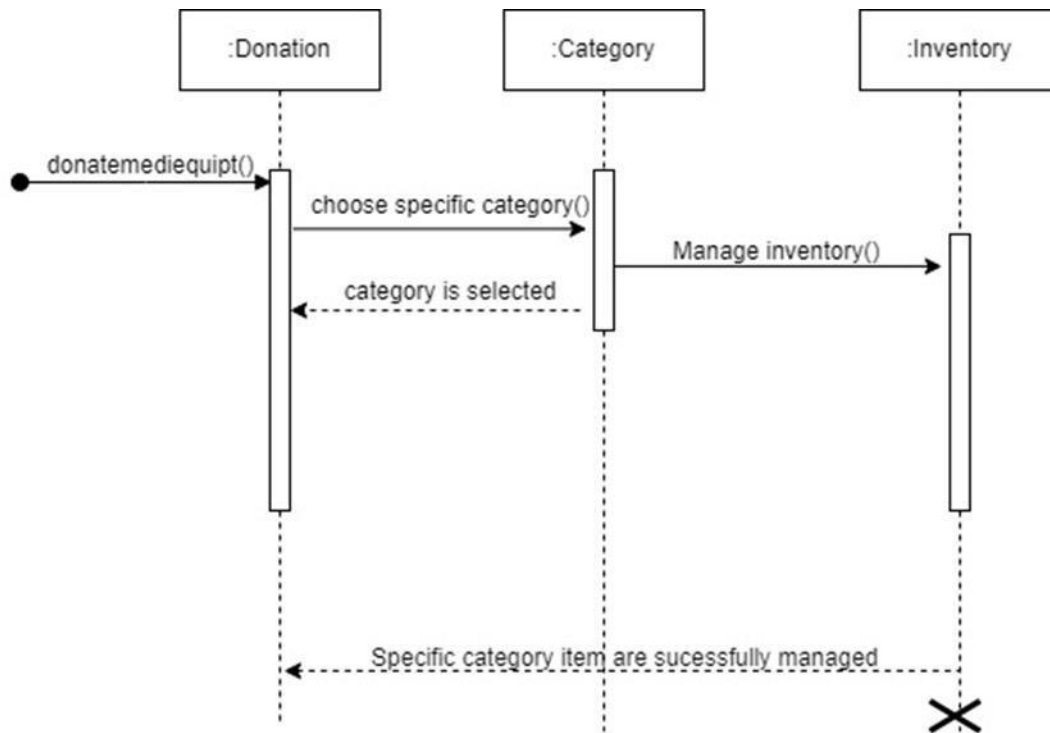 :Donation
:Category
:Inventory
donatemediequipt()
choose specific category()
Manage inventory()
category is selected
Specific category item are sucessfully managed